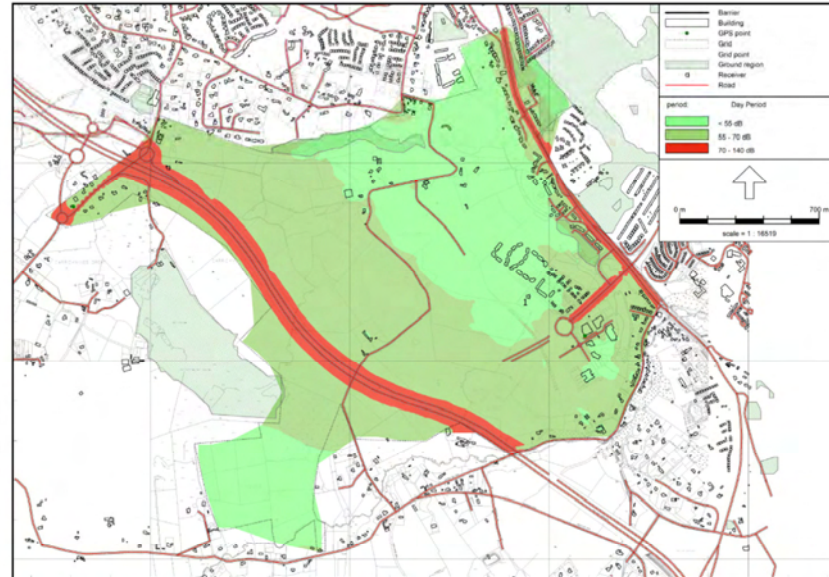 Barrier
Building
GPS point
Grid
Grid point
Ground region
Receiver
Road
period: Day Period
< 55 dB
55 - 70 dB
70 - 140 dB
0 m 700 m
scale = 1 : 16519